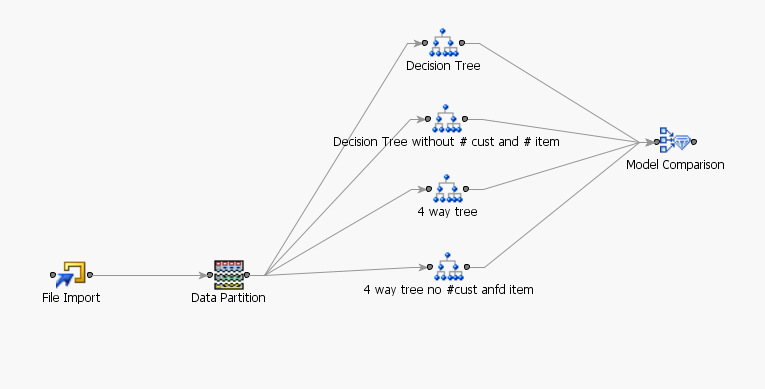 Decision Tree
Decision Tree without # cust and # item
Model Comparison
4 way tree
4 way tree no #cust anfd item
File Import
Data Partition